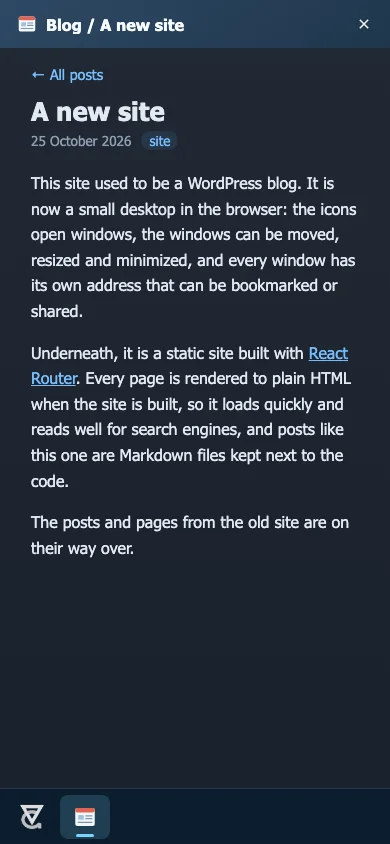 Blog / A new site
← All posts
A new site
25 October 2026 site
This site used to be a WordPress blog. It is
now a small desktop in the browser: the icons
open windows, the windows can be moved,
resized and minimized, and every window has
its own address that can be bookmarked or
shared.
Underneath, it is a static site built with React
Router. Every page is rendered to plain HTML
when the site is built, so it loads quickly and
reads well for search engines, and posts like
this one are Markdown files kept next to the
code.
The posts and pages from the old site are on
their way over.